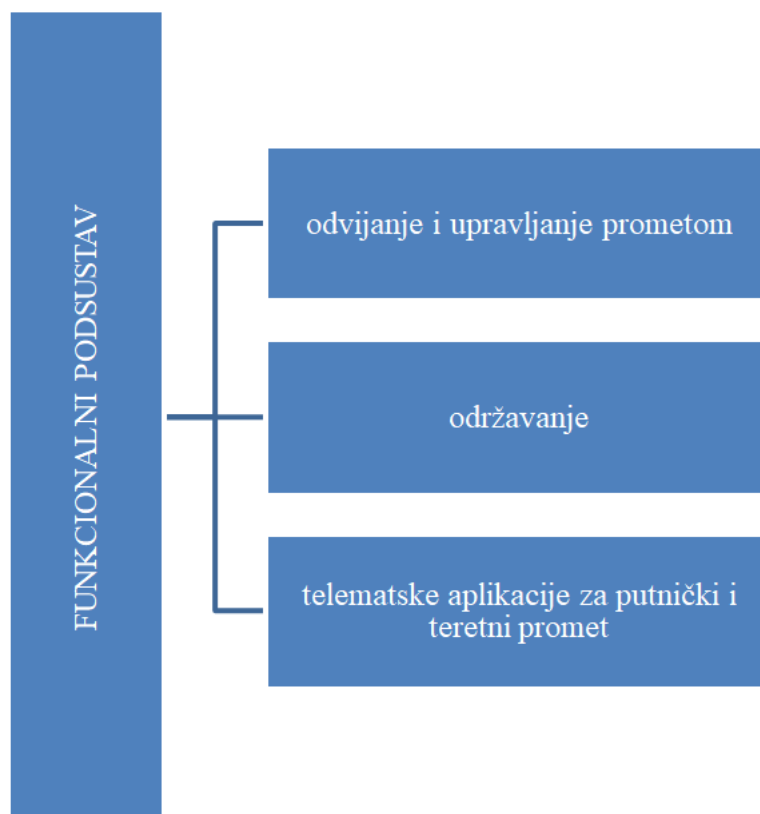 FUNKCIONALNI PODSUSTAV
odvijanje i upravljanje prometom
održavanje
telematske aplikacije za putnički i
teretni promet